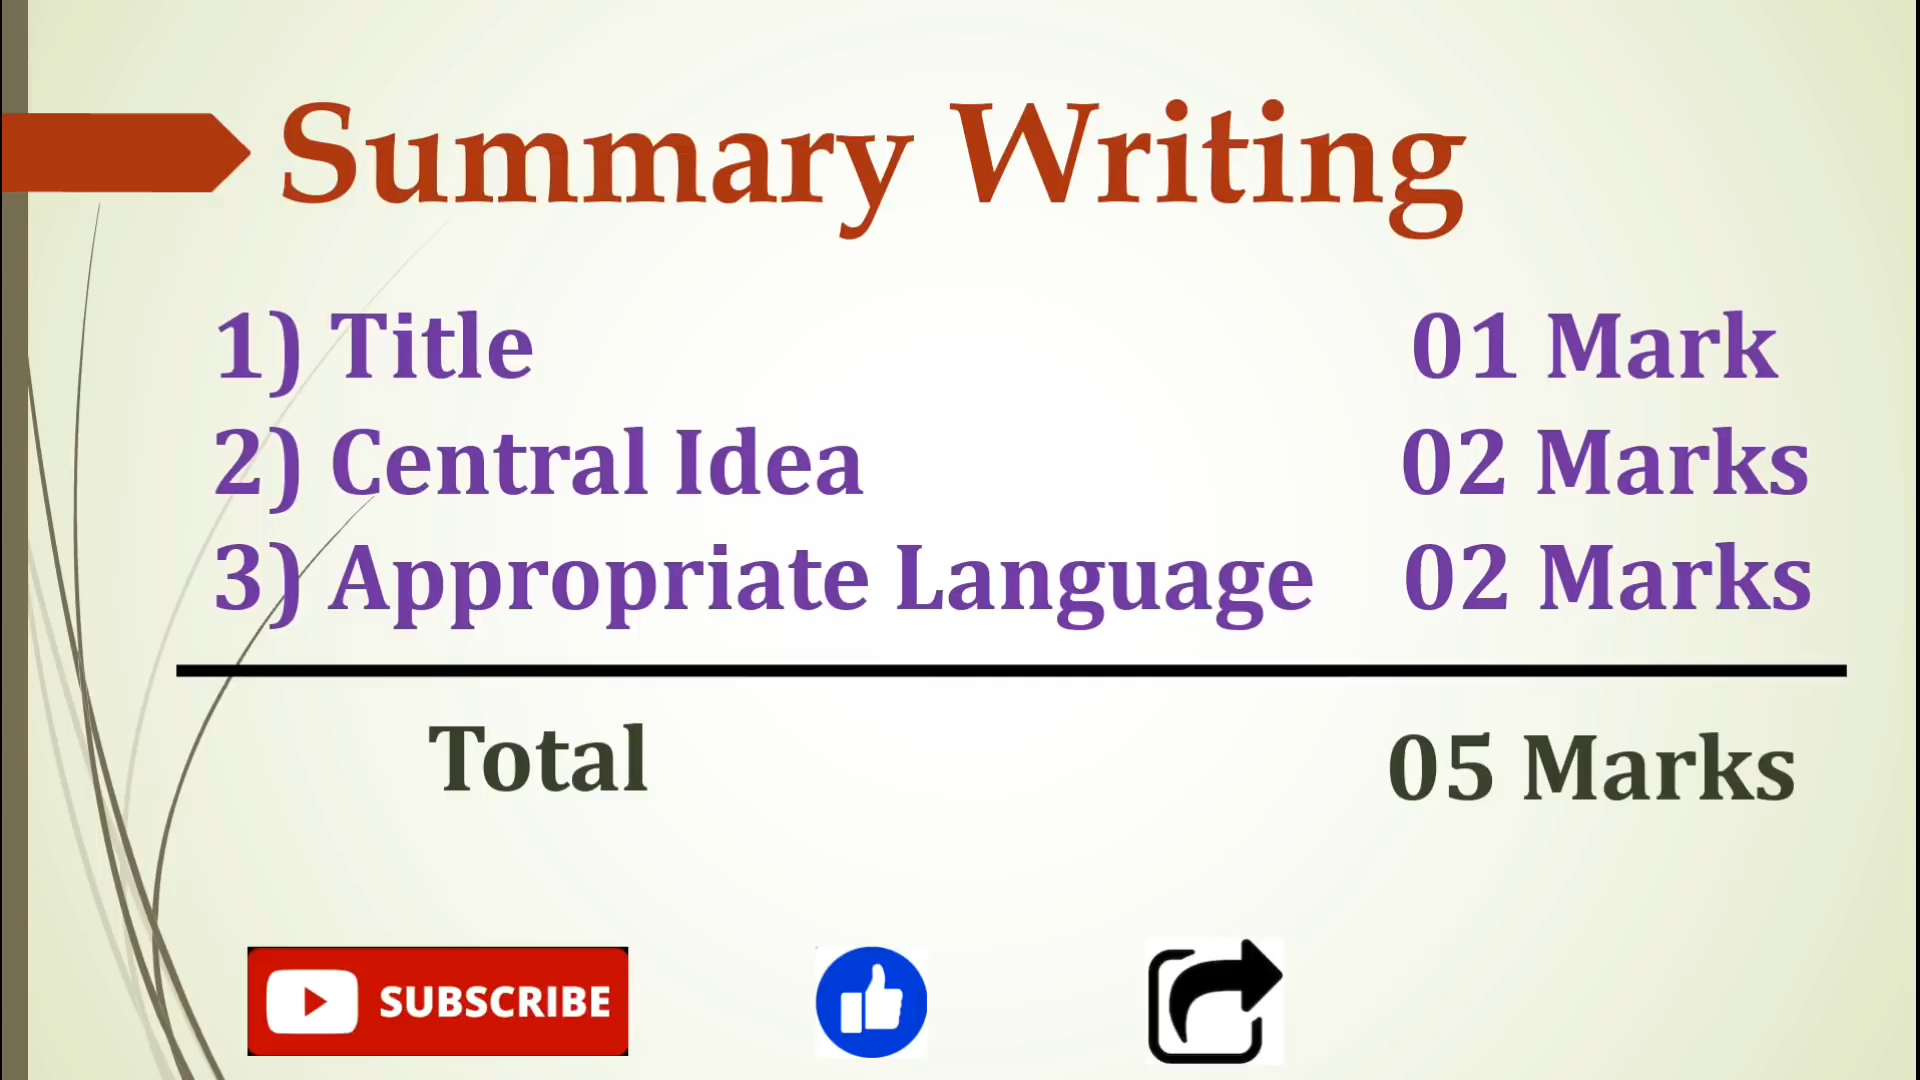 Summary Writing
1) Title 01 Mark
2) Central Idea 02 Marks
3) Appropriate Language 02 Marks
Total 05 Marks
SUBSCRIBE